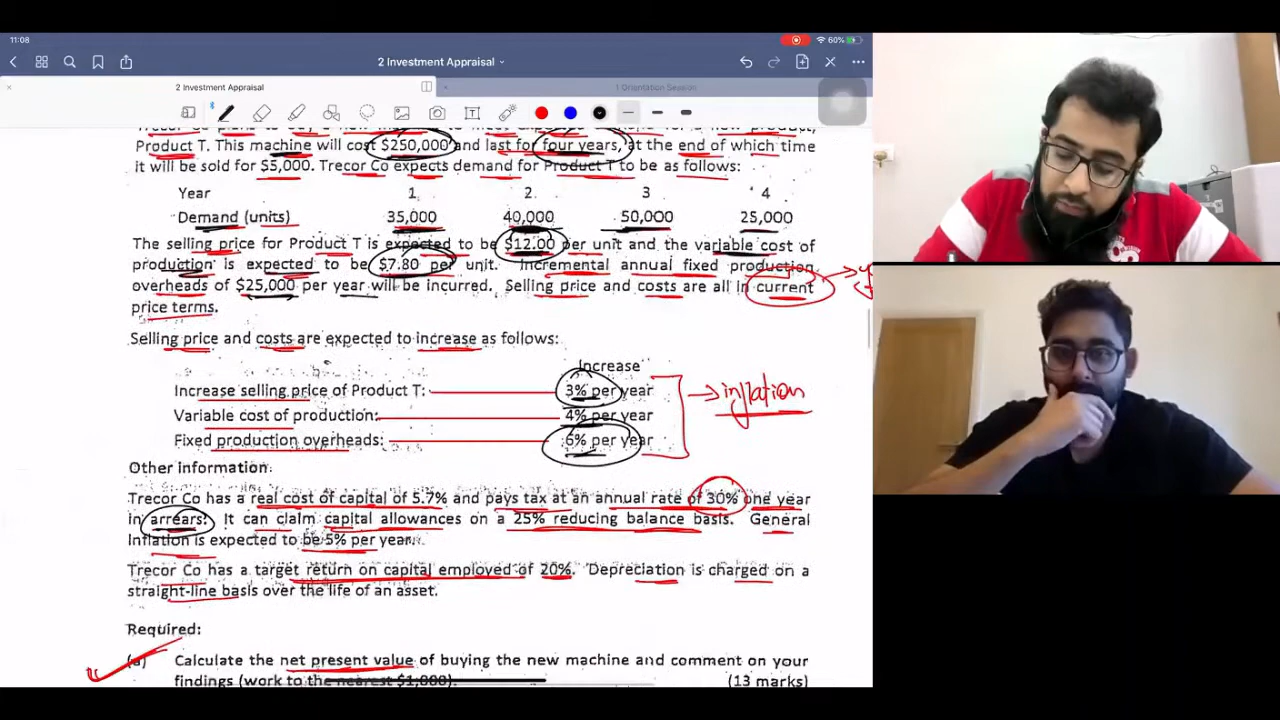 11:08
60%
2 Investment Appraisal
2 Investment Appraisal
1 Orientation Session
Product T. This machine will cost $250,000 and last for four years, at the end of which time
it will be sold for $5,000. Trecor Co expects demand for Product T to be as follows:
Year 1 2 3 4
Demand (units) 35,000 40,000 50,000 25,000
The selling price for Product T is expected to be $12.00 per unit and the variable cost of
production is expected to be $7.80 per unit. Incremental annual fixed production
overheads of $25,000 per year will be incurred. Selling price and costs are all in current
price terms.
Selling price and costs are expected to increase as follows:
Increase
Increase selling price of Product T: 3% per year
→ inflation
Variable cost of production: 4% per year
Fixed production overheads: 6% per year
Other information
Trecor Co has a real cost of capital of 5.7% and pays tax at an annual rate of 30% one year
in arrears. It can claim capital allowances on a 25% reducing balance basis. General
inflation is expected to be 5% per year.
Trecor Co has a target return on capital employed of 20%. Depreciation is charged on a
straight-line basis over the life of an asset.
Required:
(a) Calculate the net present value of buying the new machine and comment on your
findings (work to the nearest $1,000). (13 marks)